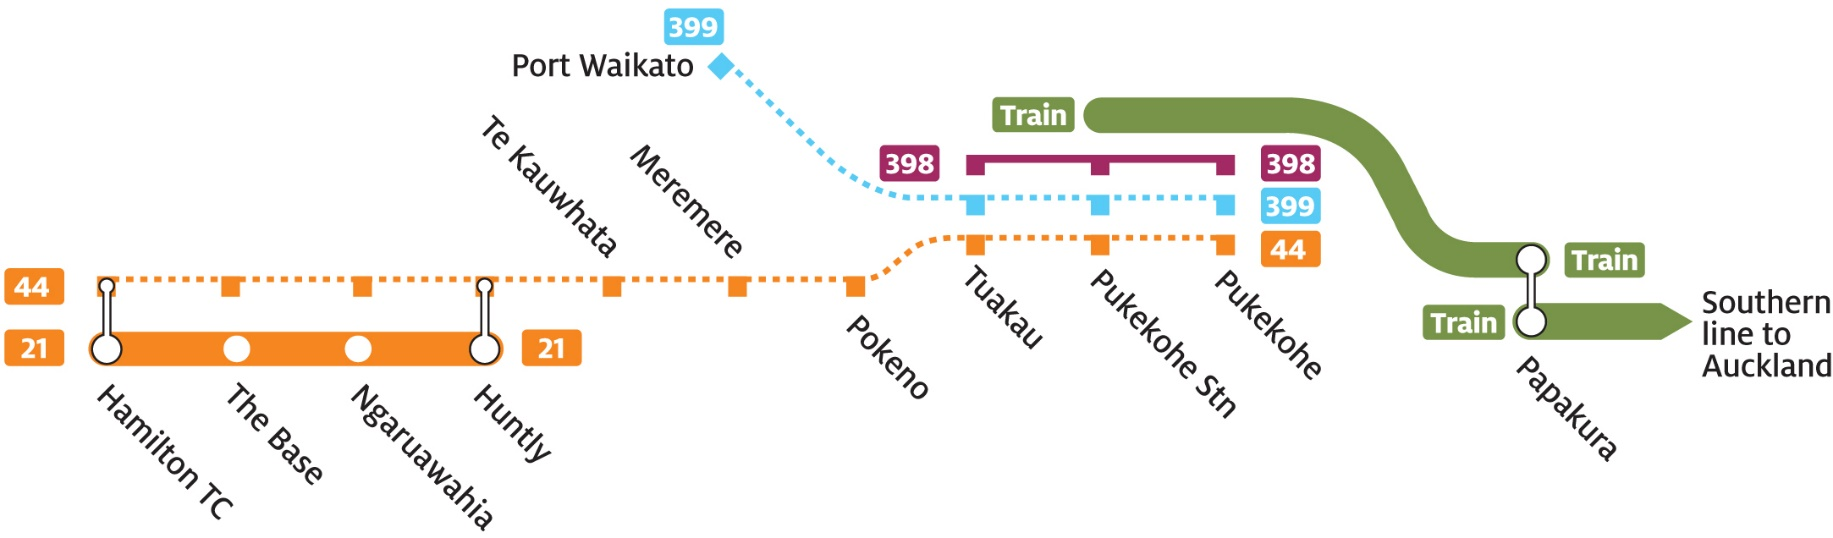 399
Port Waikato
Te Kauwhata
Meremere
Train
398
398
399
44
44
21
21
Hamilton TC
The Base
Ngaruawahia
Huntly
Pokeno
Tuakau
Pukekohe Stn
Pukekohe
Train
Train
Papakura
Southern
line to
Auckland